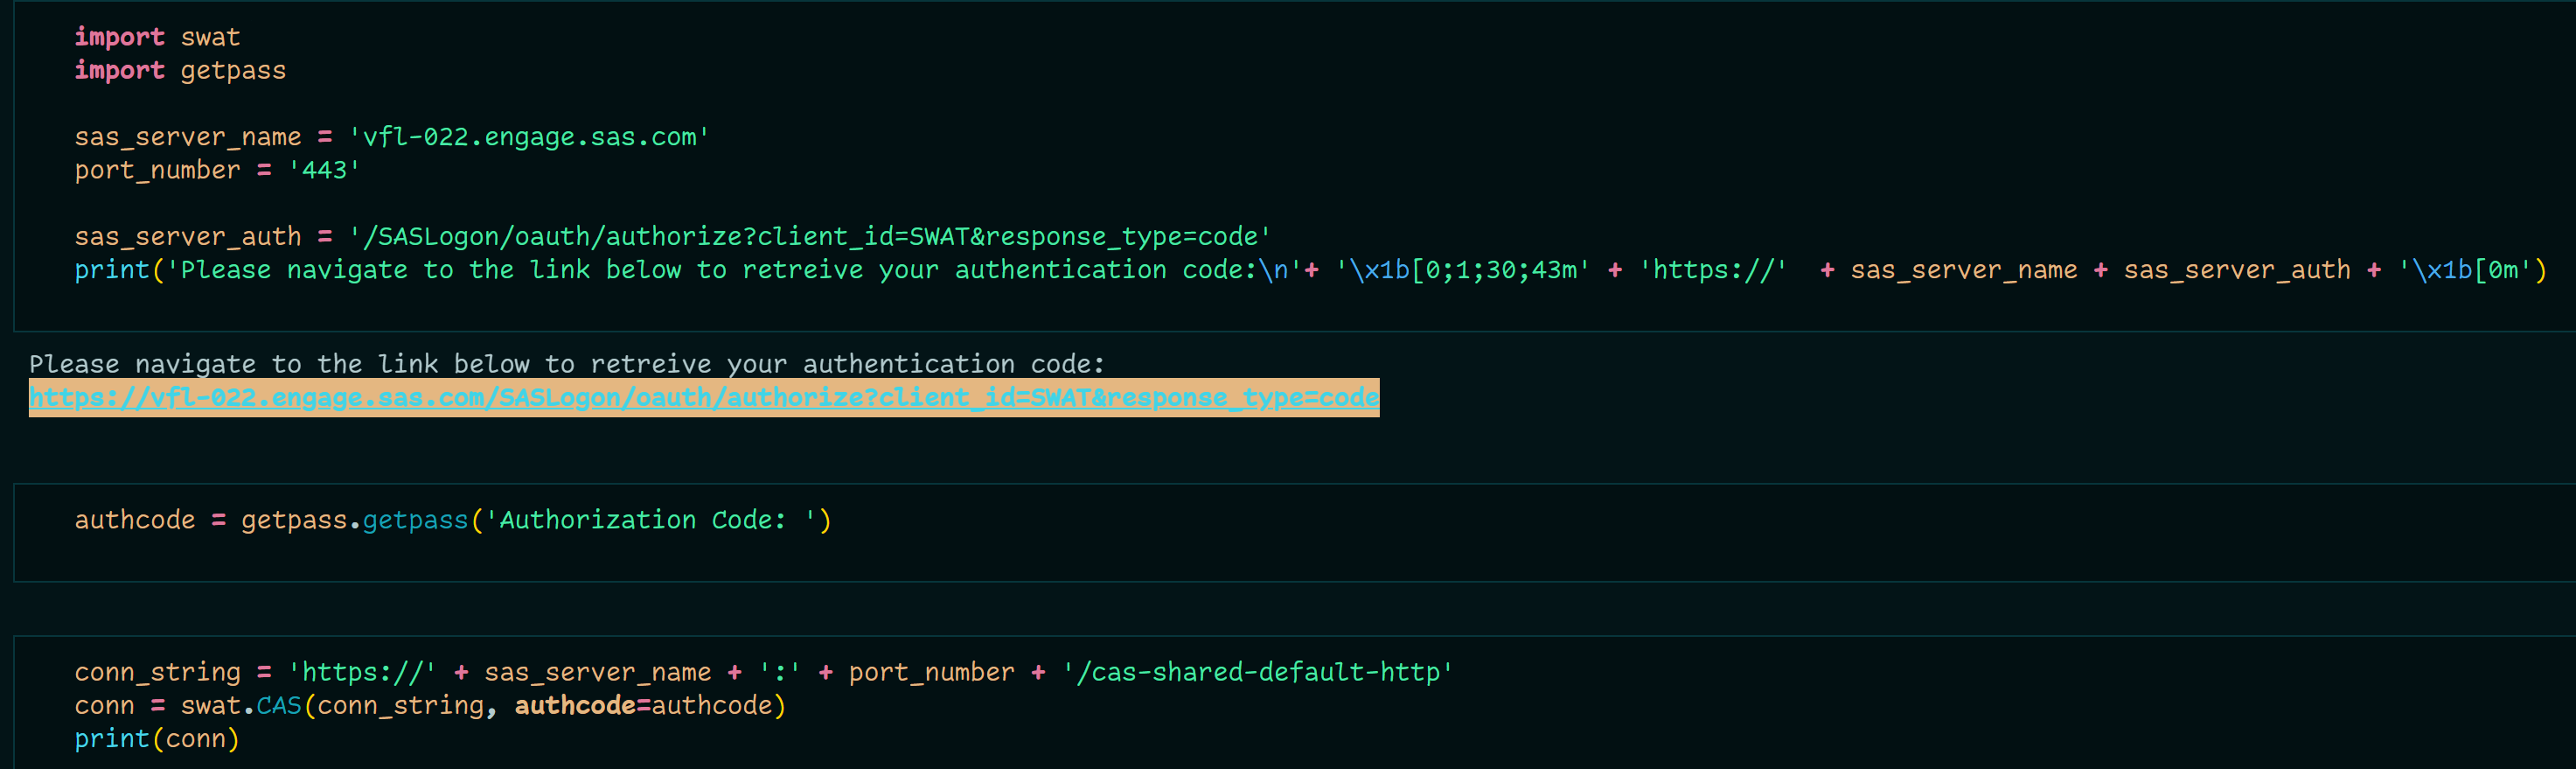 import swat
import getpass
sas_server_name = 'vfl-022.engage.sas.com'
port_number = '443'
sas_server_auth = '/SASLogon/oauth/authorize?client_id=SWAT&response_type=code'
print('Please navigate to the link below to retreive your authentication code:\n'+ '\x1b[0;1;30;43m' + 'https://'  + sas_server_name + sas_server_auth + '\x1b[0m')
Please navigate to the link below to retreive your authentication code:
https://vfl-022.engage.sas.com/SASLogon/oauth/authorize?client_id=SWAT&response_type=code
authcode = getpass.getpass('Authorization Code: ')
conn_string = 'https://' + sas_server_name + ':' + port_number + '/cas-shared-default-http'
conn = swat.CAS(conn_string, authcode=authcode)
print(conn)